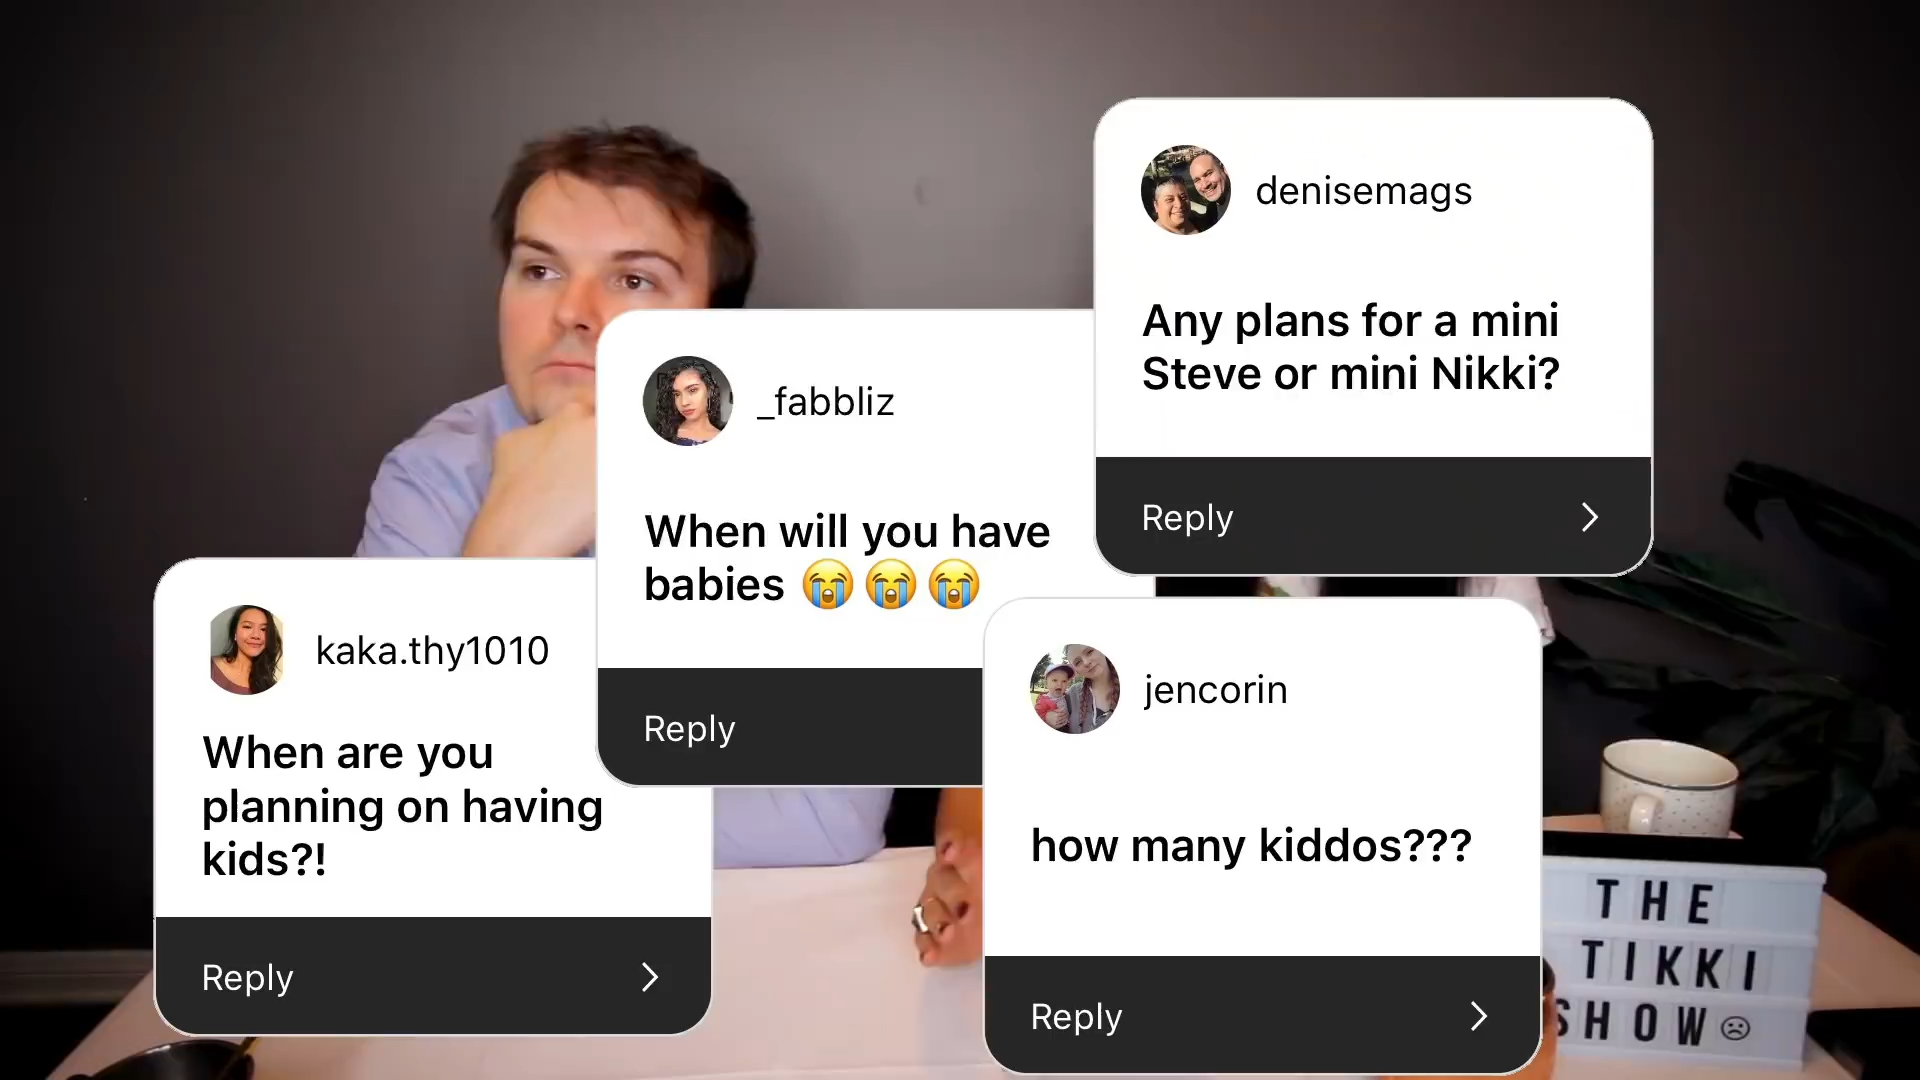 denisemags
Any plans for a mini
Steve or mini Nikki?
Reply
_fabbliz
When will you have
babies 😭😭😭
Reply
kaka.thy1010
When are you
planning on having
kids?!
Reply
jencorin
how many kiddos???
Reply
THE
TIKKI
SHOW☹